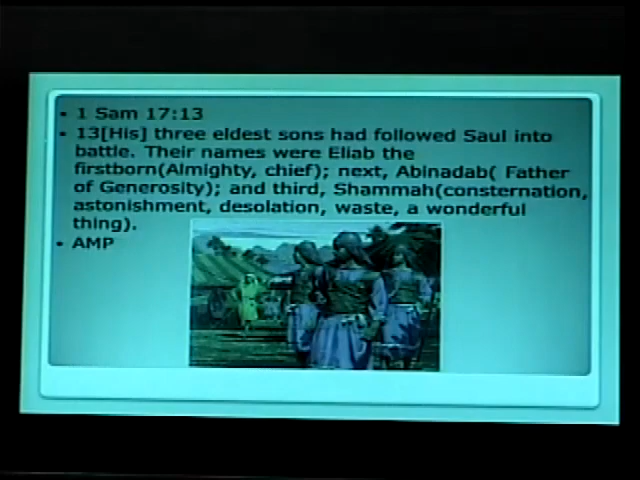 1 Sam 17:13
13[His] three eldest sons had followed Saul into
battle. Their names were Eliab the
firstborn(Almighty, chief); next, Abinadab( Father
of Generosity); and third, Shammah(consternation,
astonishment, desolation, waste, a wonderful
thing).
AMP